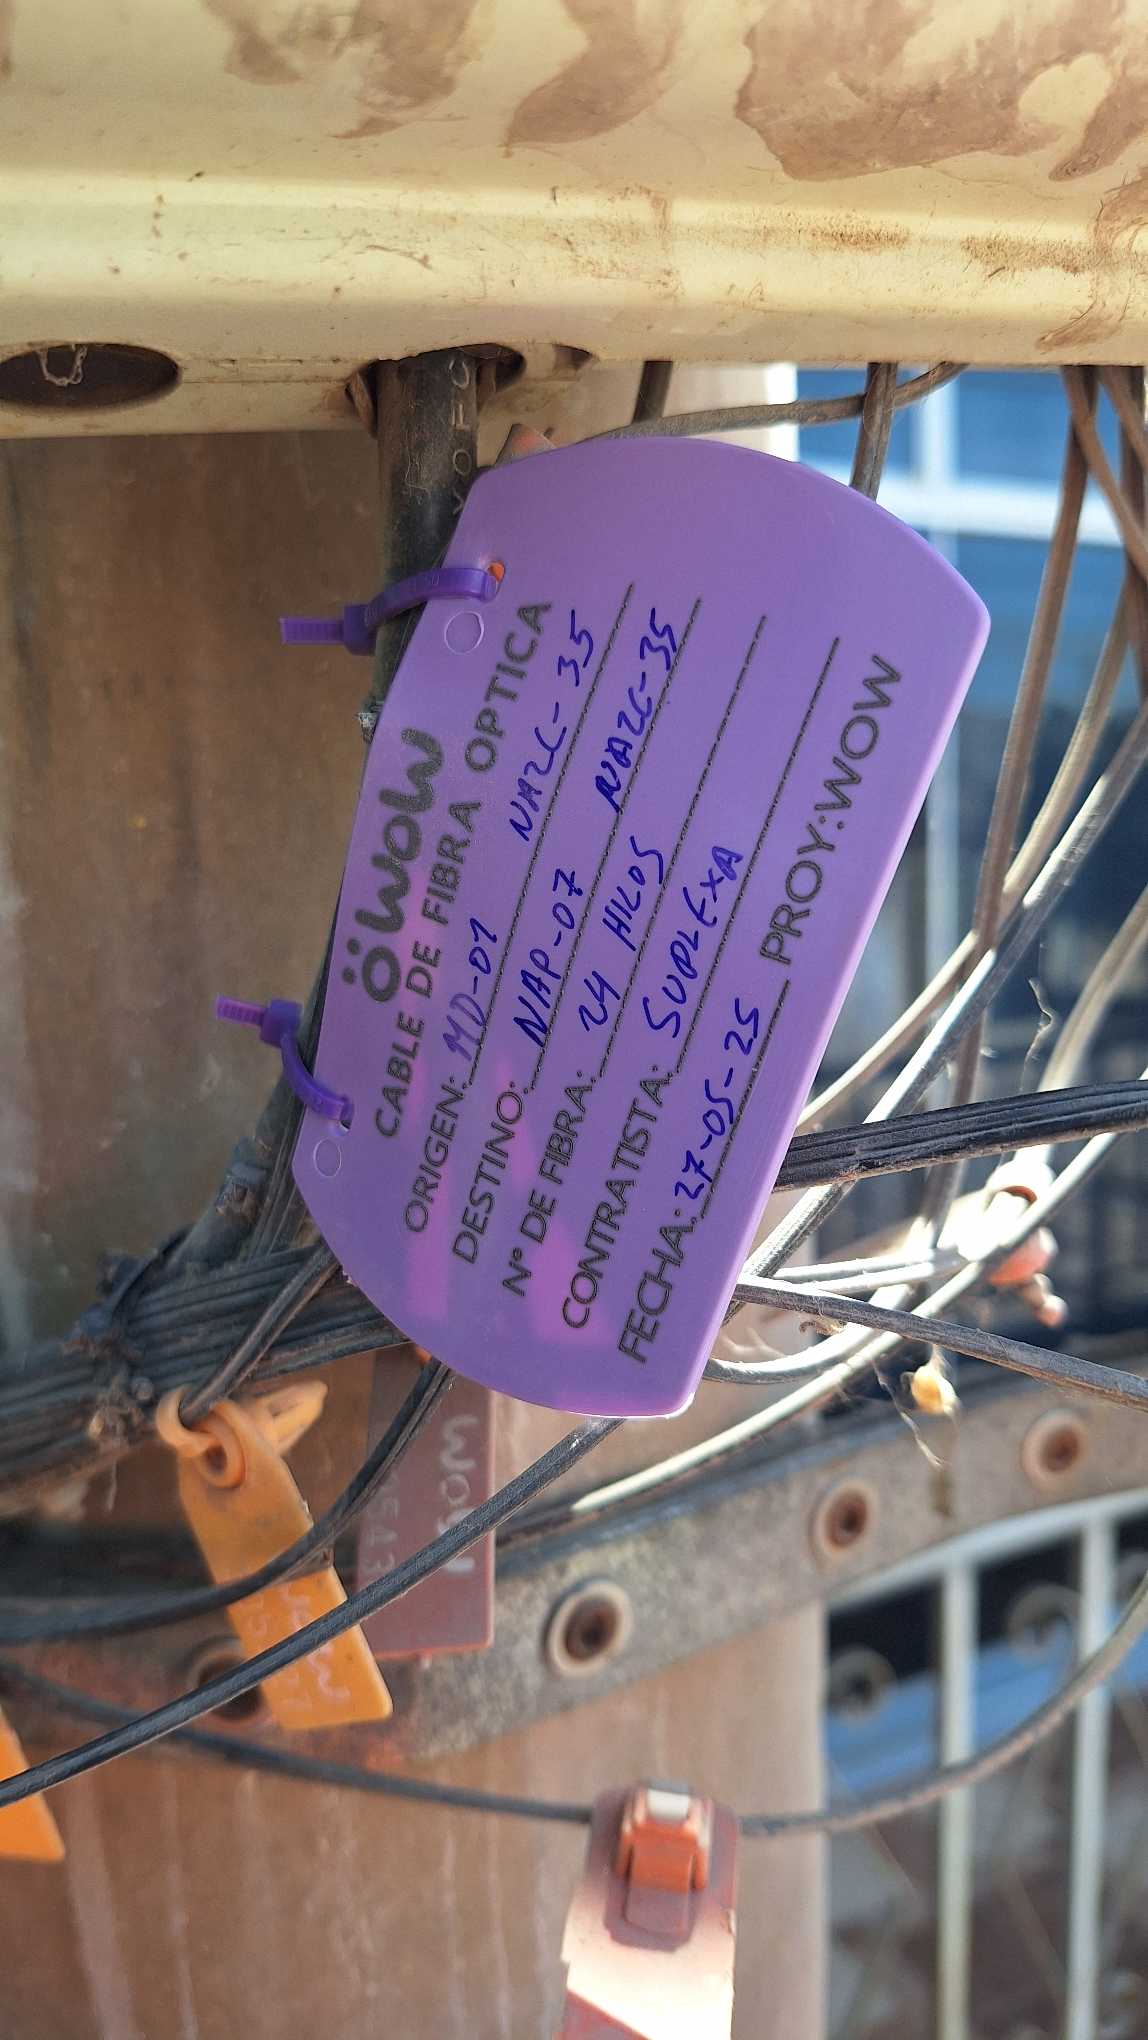 öwow
CABLE DE FIBRA OPTICA
ORIGEN: MD-01 NAZC-35
DESTINO: NAP-07 NAZC-35
N° DE FIBRA: 24 HILOS
CONTRATISTA: SUPLEXA
FECHA: 27-05-25 PROY:WOW
WOW